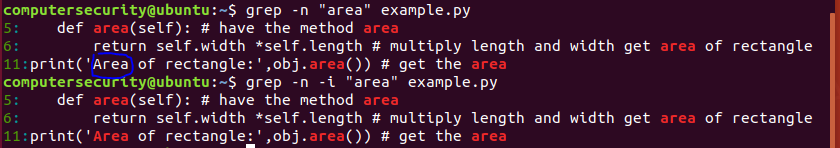 computersecurity@ubuntu:~$ grep -n "area" example.py
5:    def area(self): # have the method area
6:        return self.width *self.length # multiply length and width get area of rectangle
11:print('Area of rectangle:',obj.area()) # get the area
computersecurity@ubuntu:~$ grep -n -i "area" example.py
5:    def area(self): # have the method area
6:        return self.width *self.length # multiply length and width get area of rectangle
11:print('Area of rectangle:',obj.area()) # get the area